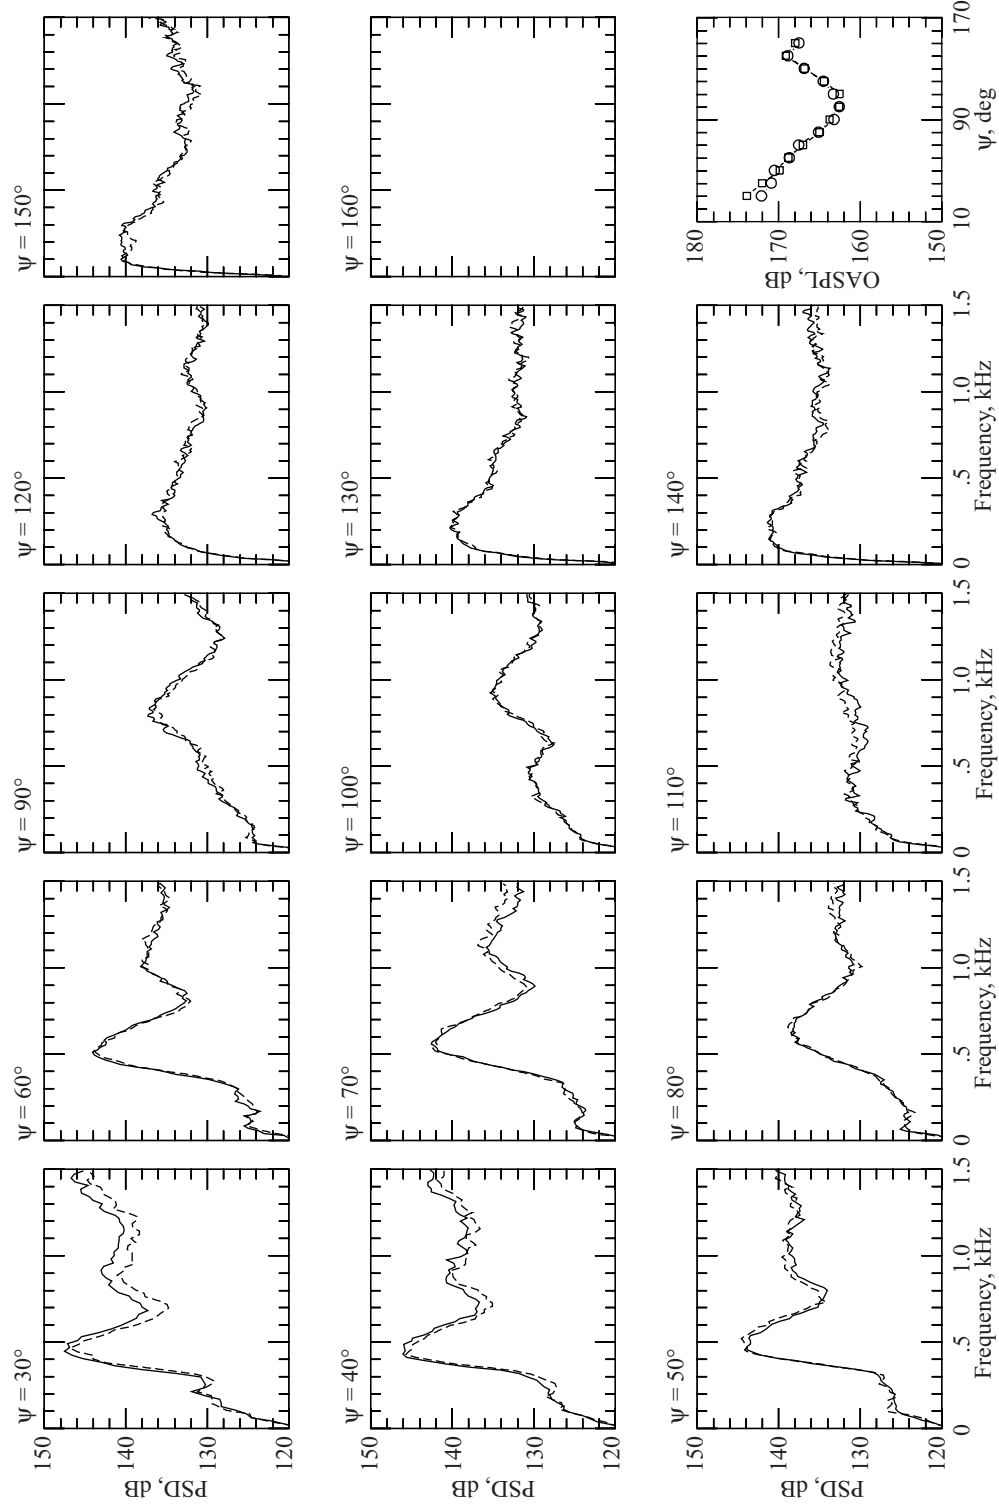 ψ = 30°
ψ = 60°
ψ = 90°
ψ = 120°
ψ = 150°
150
140
130
120
PSD, dB
ψ = 40°
ψ = 70°
ψ = 100°
ψ = 130°
ψ = 160°
140
130
120
PSD, dB
ψ = 50°
ψ = 80°
ψ = 110°
ψ = 140°
140
130
120
PSD, dB
0 .5 1.0 1.5
Frequency, kHz
0 .5 1.0 1.5
Frequency, kHz
0 .5 1.0 1.5
Frequency, kHz
0 .5 1.0 1.5
Frequency, kHz
180
170
160
150
OASPL, dB
10 90 170
ψ, deg